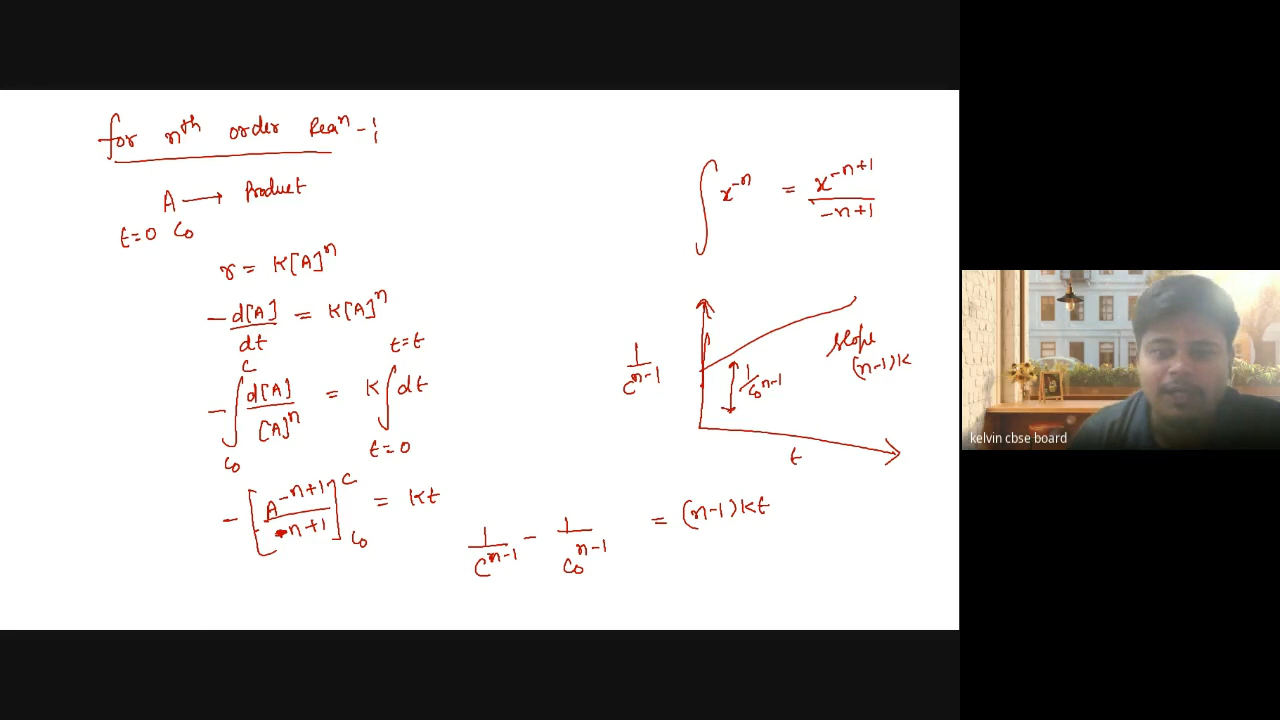 for nth order Reaⁿ -:
A ⟶ Product
t=0 C₀
r = K[A]ⁿ
-d[A]/dt = K[A]ⁿ
-∫_{C₀}^{C} d[A]/[A]ⁿ = K∫_{t=0}^{t=t} dt
-[A^{-n+1}/-n+1]_{C₀}^{C} = Kt
1/C^{n-1} - 1/C₀^{n-1} = (n-1)Kt
∫x^{-n} = x^{-n+1}/-n+1
1/C^{n-1}
1/C₀^{n-1}
slope
(n-1)K
t
kelvin cbse board